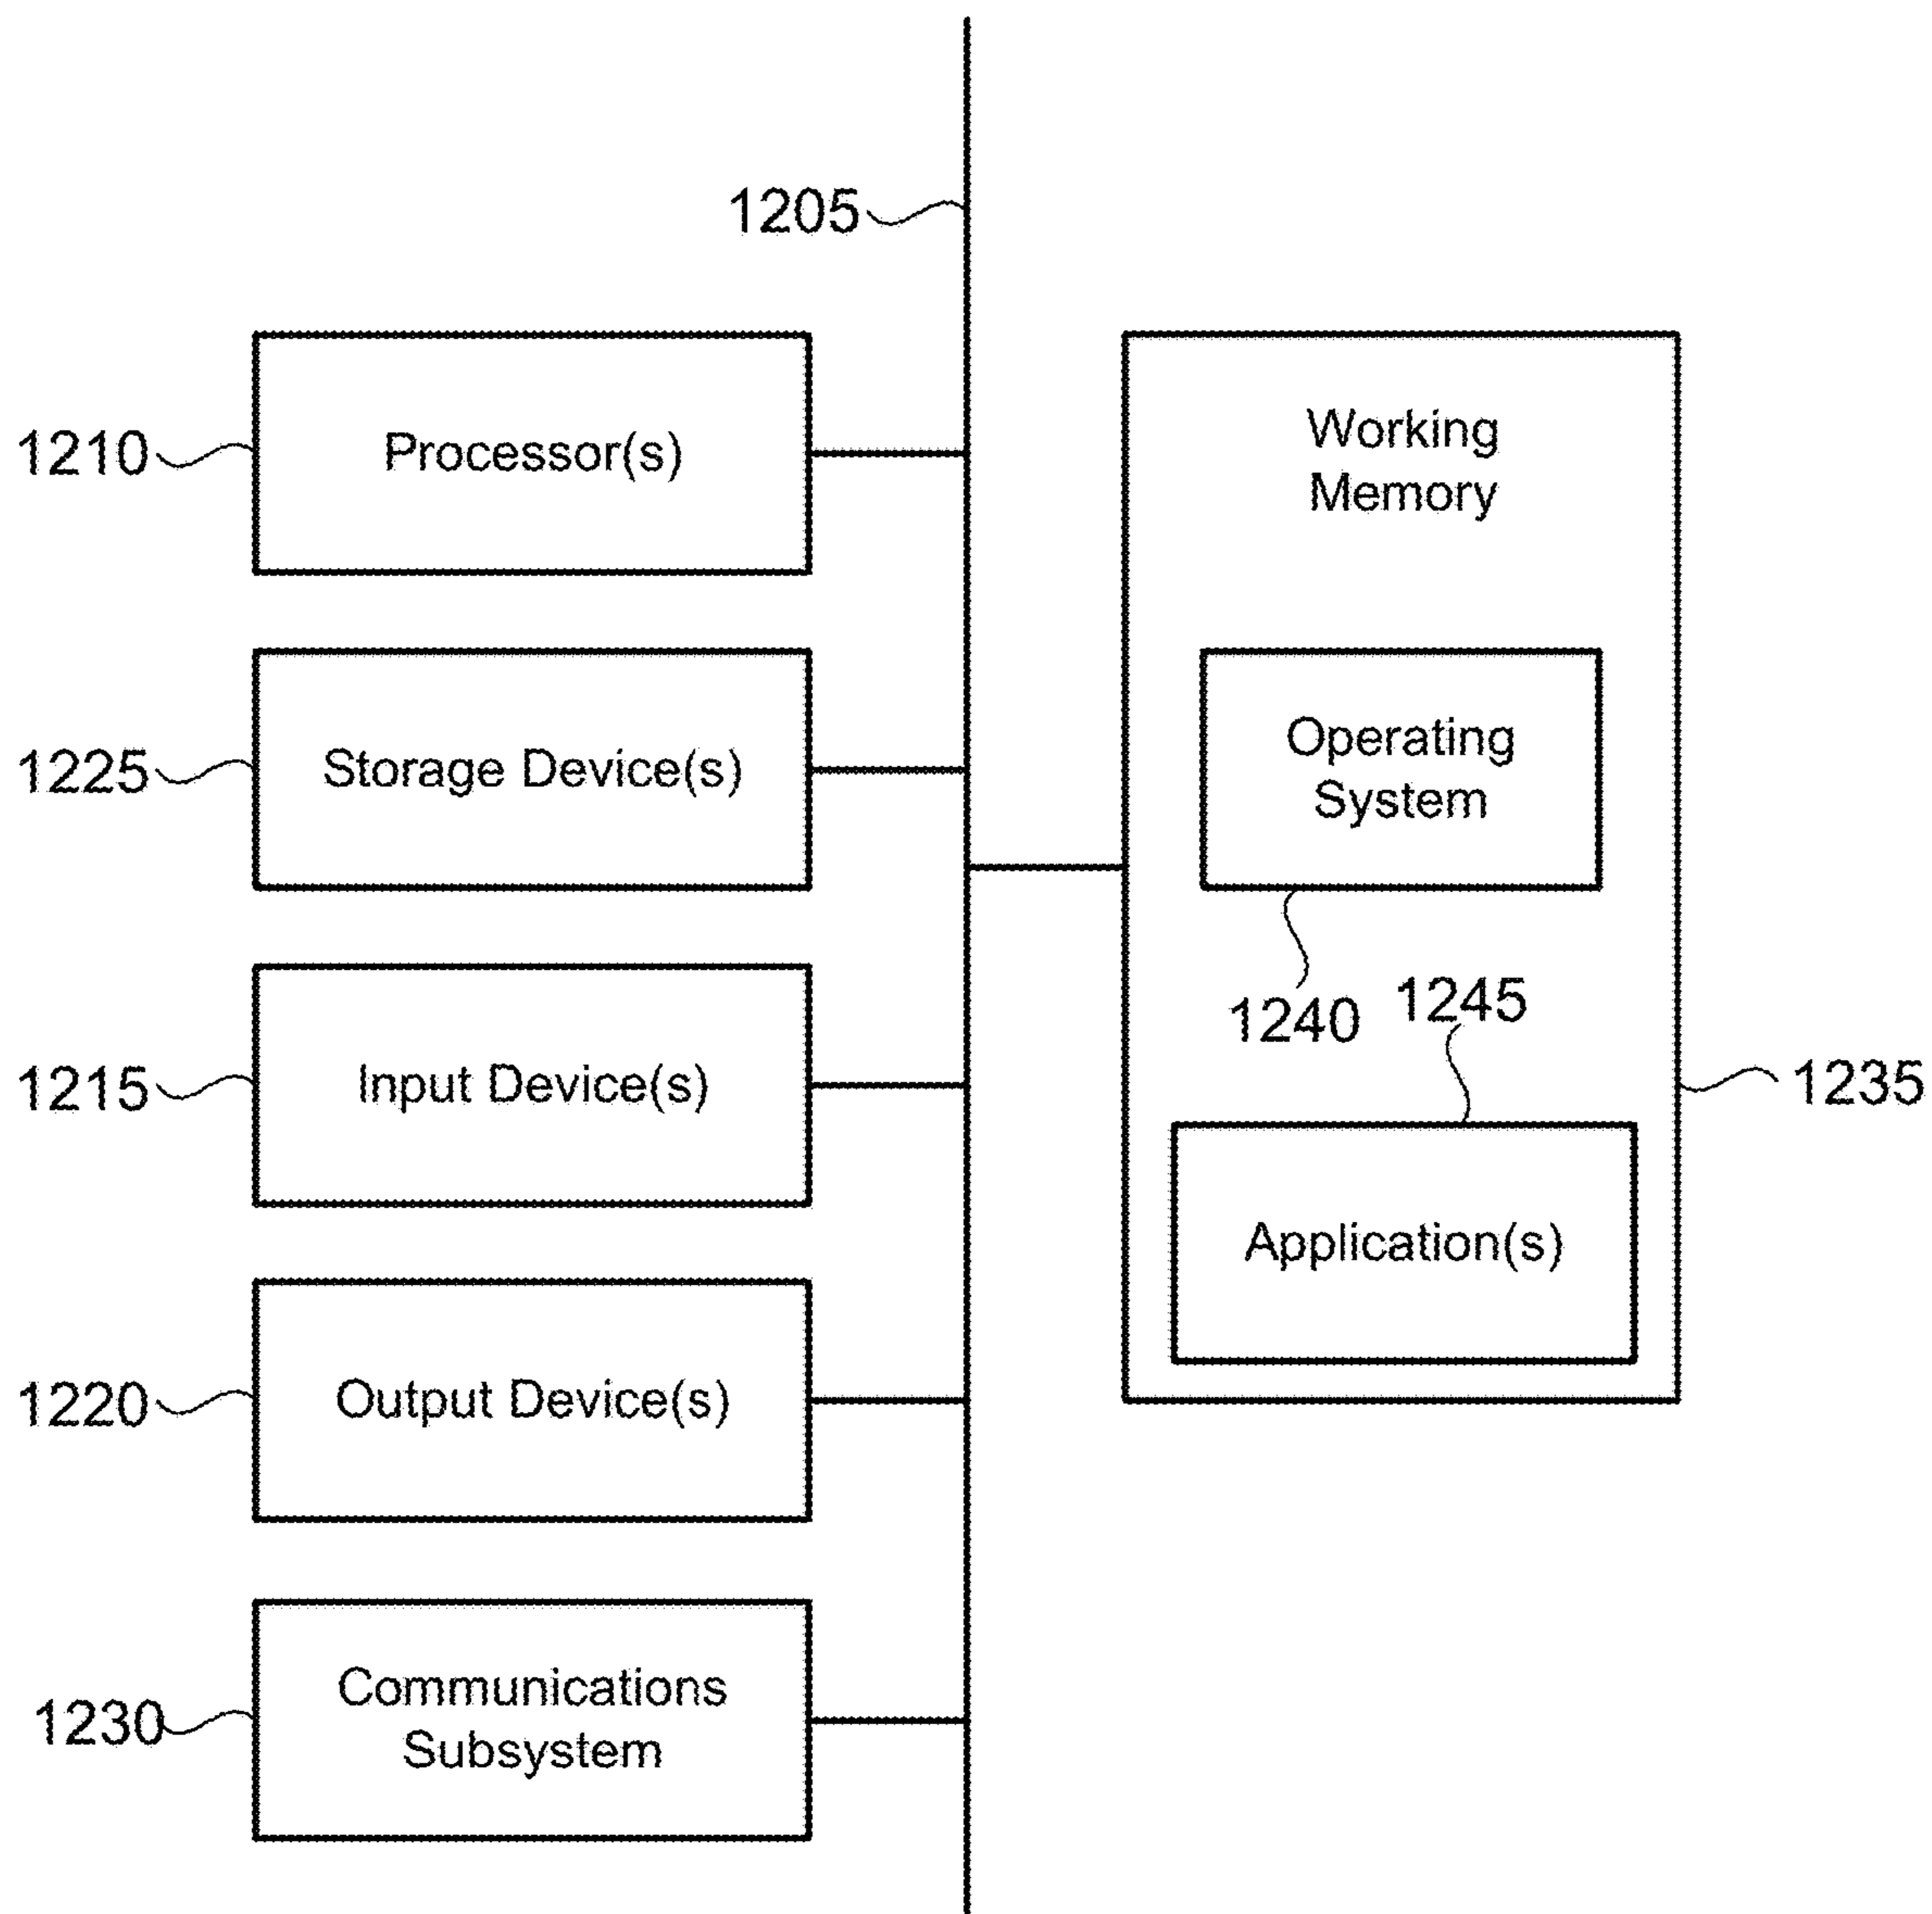 1205
1210
Processor(s)
Working
Memory
1225
Storage Device(s)
Operating
System
1240
1245
1215
Input Device(s)
1235
Application(s)
1220
Output Device(s)
1230
Communications
Subsystem